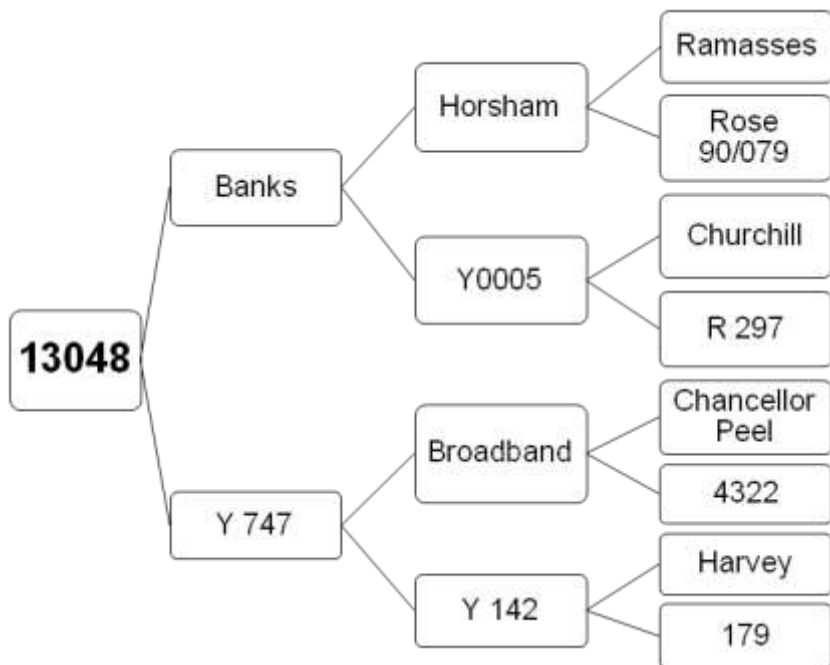 Ramasses
Horsham
Rose
90/079
Banks
Churchill
Y0005
R 297
13048
Chancellor
Peel
Broadband
4322
Y 747
Harvey
Y 142
179